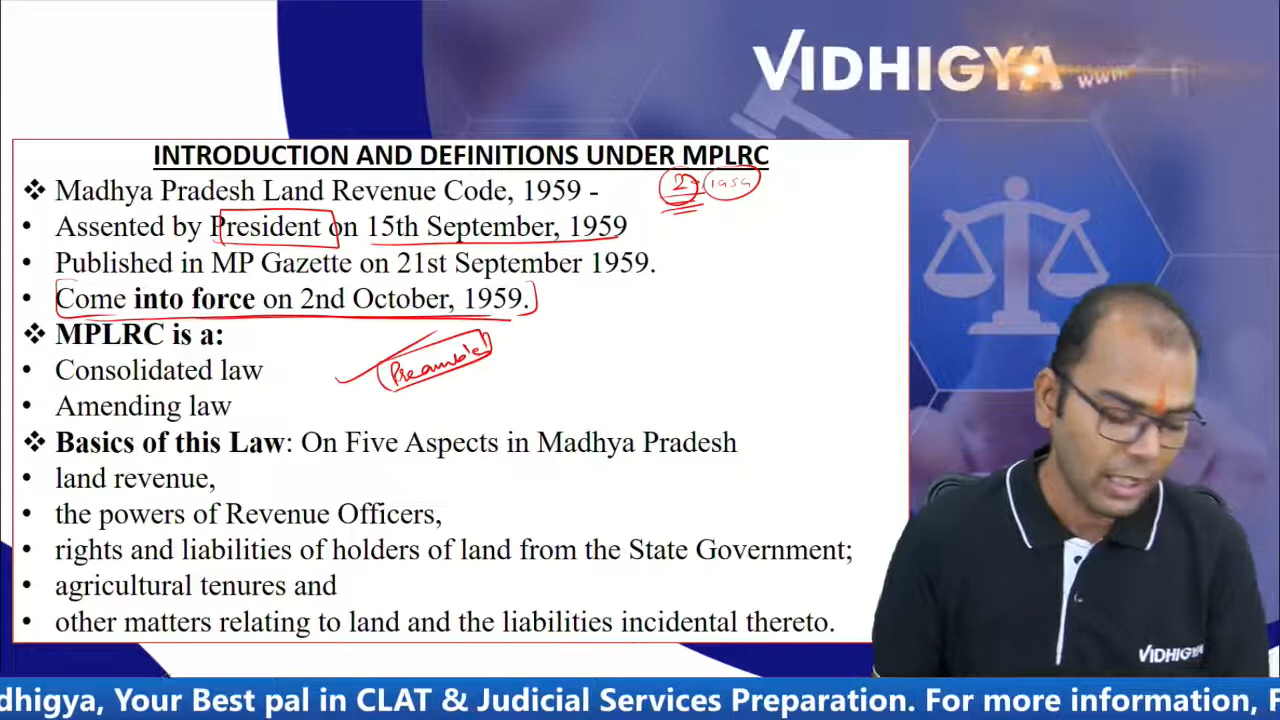 VIDHIGYA
www
INTRODUCTION AND DEFINITIONS UNDER MPLRC
❖ Madhya Pradesh Land Revenue Code, 1959 -
2 1959
• Assented by President on 15th September, 1959
• Published in MP Gazette on 21st September 1959.
• Come into force on 2nd October, 1959.
❖ MPLRC is a:
Preamble
• Consolidated law
• Amending law
❖ Basics of this Law: On Five Aspects in Madhya Pradesh
• land revenue,
• the powers of Revenue Officers,
• rights and liabilities of holders of land from the State Government;
• agricultural tenures and
• other matters relating to land and the liabilities incidental thereto.
VIDHIGYA
dhigya, Your Best pal in CLAT & Judicial Services Preparation. For more information, F